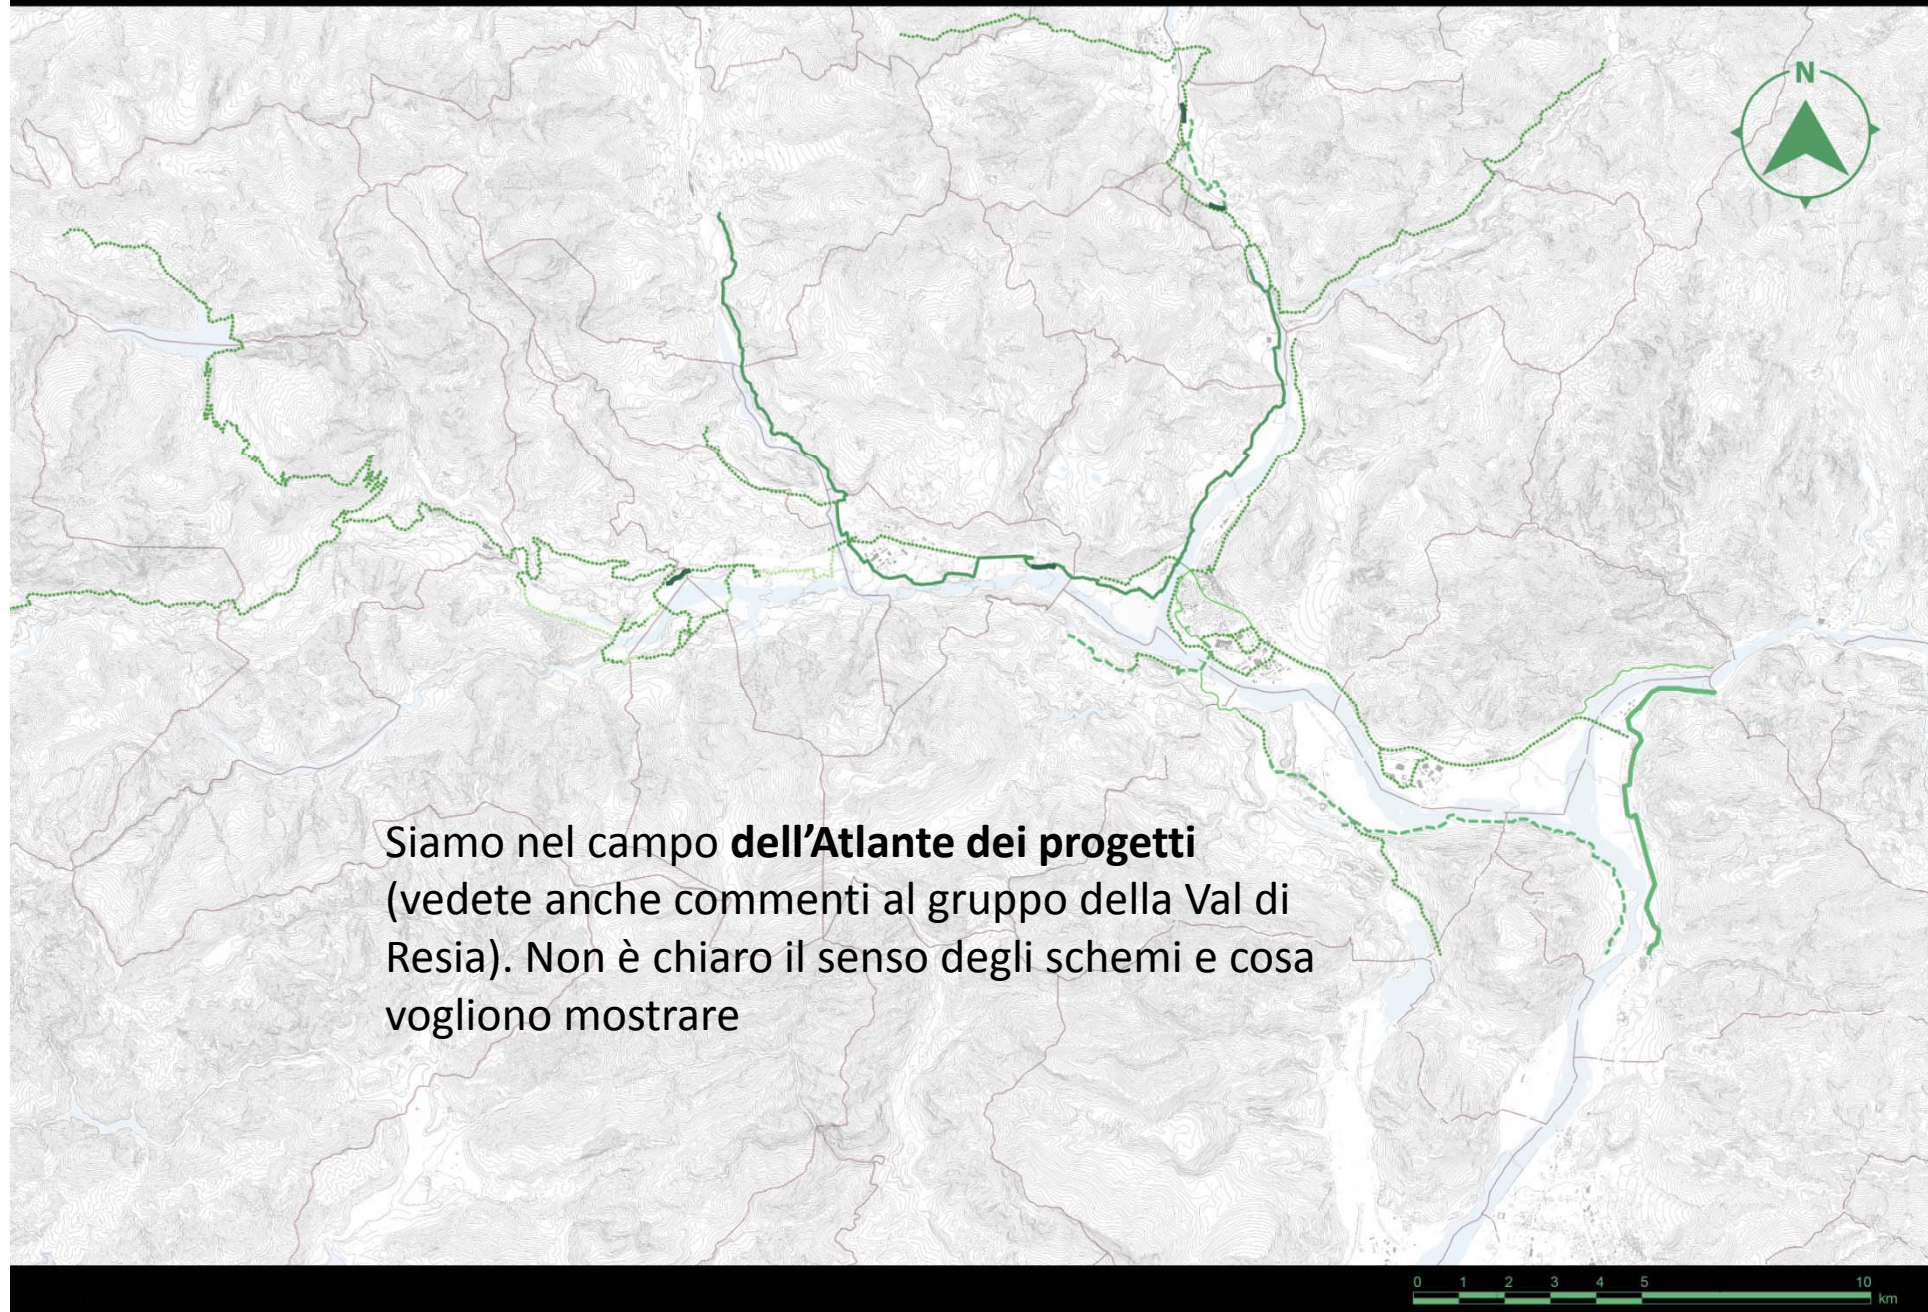 N
Siamo nel campo dell’Atlante dei progetti
(vedete anche commenti al gruppo della Val di
Resia). Non è chiaro il senso degli schemi e cosa
vogliono mostrare
0 1 2 3 4 5 10
km